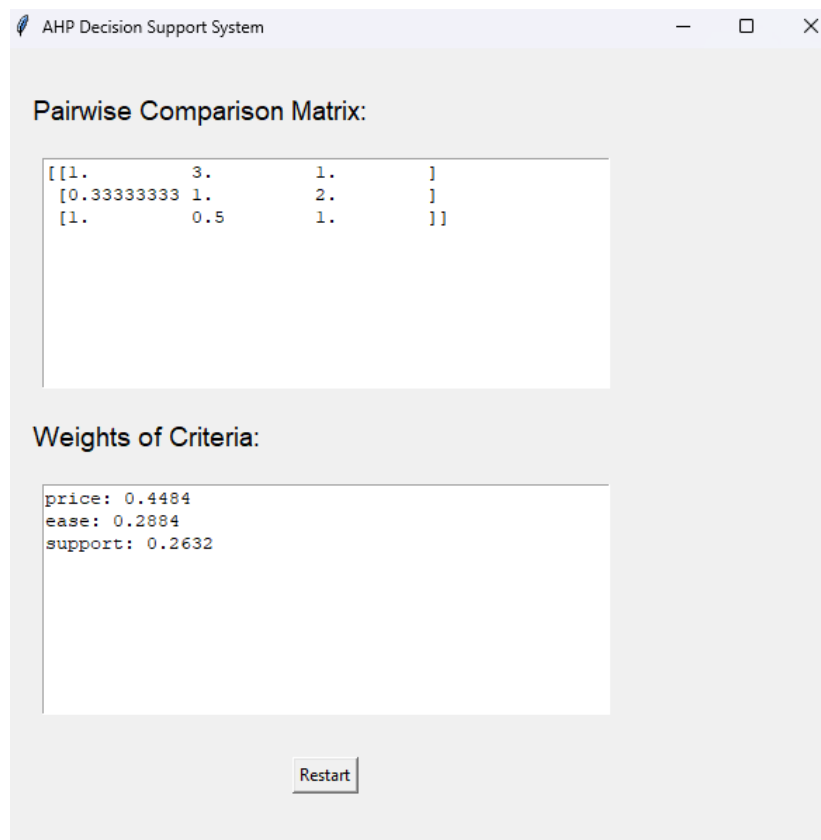 AHP Decision Support System
Pairwise Comparison Matrix:
[[1.         3.         1.        ]
 [0.33333333 1.         2.        ]
 [1.         0.5        1.        ]]
Weights of Criteria:
price: 0.4484
ease: 0.2884
support: 0.2632
Restart